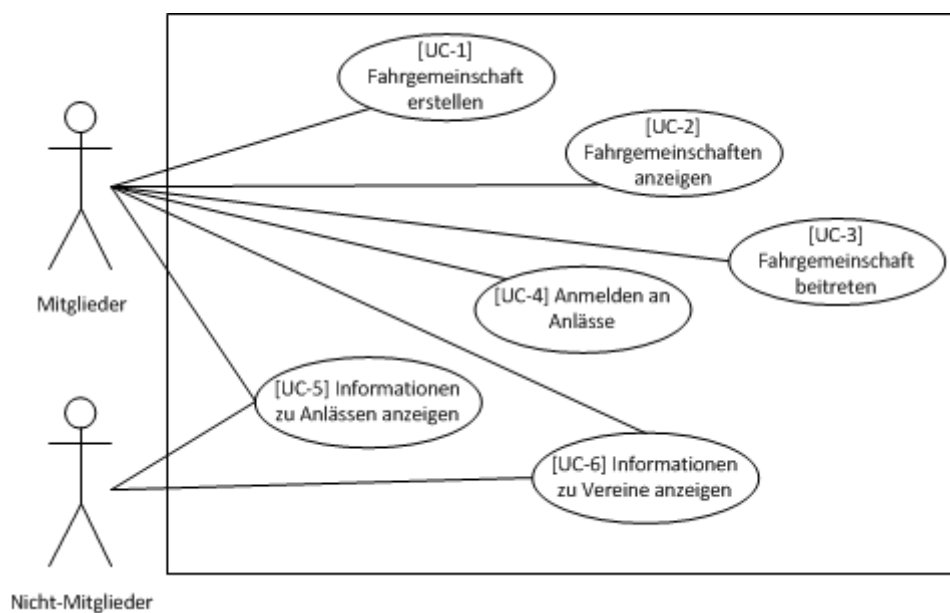 [UC-1]
Fahrgemeinschaft
erstellen
[UC-2]
Fahrgemeinschaften
anzeigen
[UC-3]
Fahrgemeinschaft
beitreten
Mitglieder
[UC-4] Anmelden an
Anlässe
[UC-5] Informationen
zu Anlässen anzeigen
[UC-6] Informationen
zu Vereine anzeigen
Nicht-Mitglieder